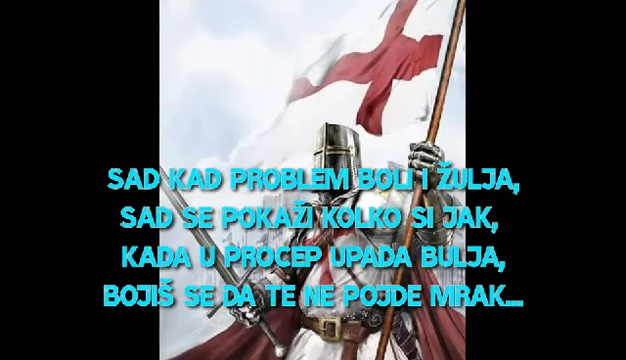 SAD KAD PROBLEM BOLI I ŽULJA,
SAD SE POKAŽI KOLKO SI JAK,
KADA U PROCEP UPADA BULJA,
BOJIŠ SE DA TE NE POJDE MRAK...